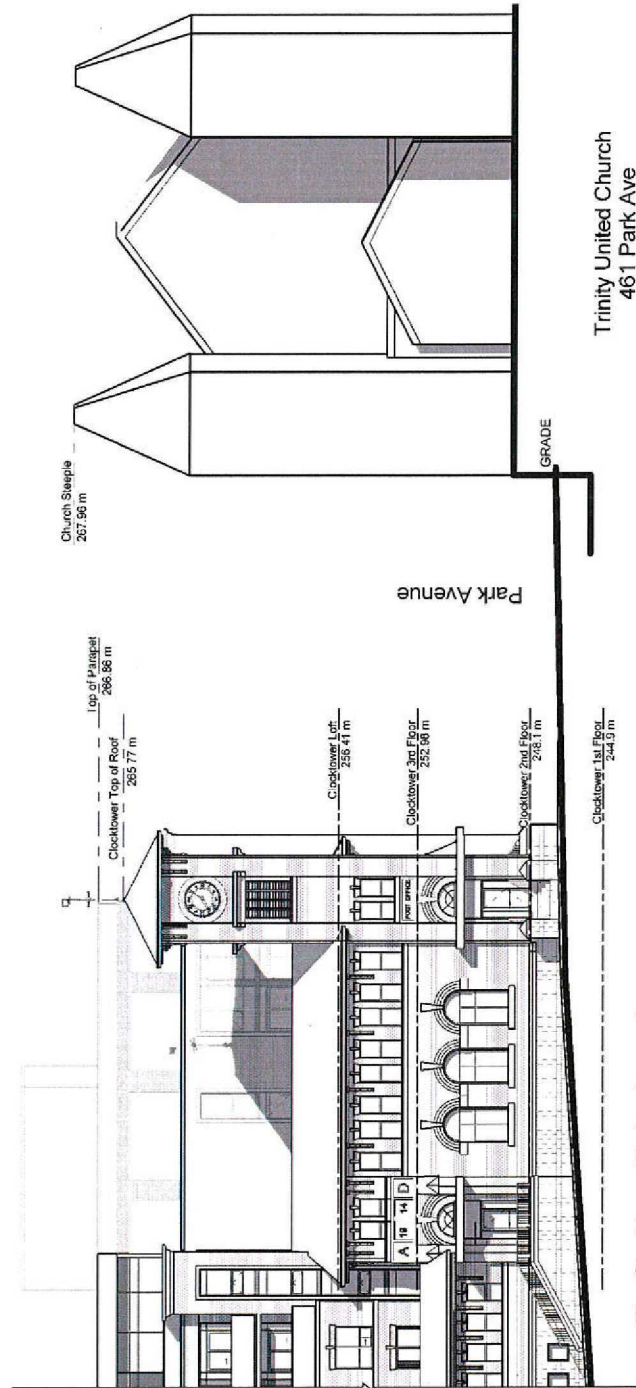 Church Steeple
267.96 m
Top of Parapet
266.86 m
Clocktower Top of Roof
265.77 m
Clocktower Loft
256.41 m
Clocktower 3rd Floor
252.98 m
Clocktower 2nd Floor
248.1 m
Clocktower 1st Floor
244.9 m
POST OFFICE
A 19 14 D
Park Avenue
GRADE
Trinity United Church
461 Park Ave